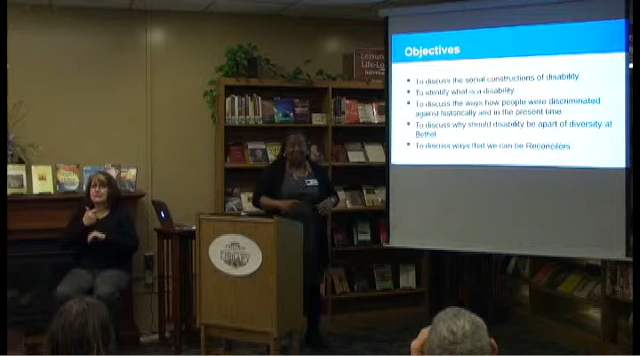 Objectives
• To discuss the social constructions of disability
• To identify what is a disability
• To discuss the ways how people were discriminated
against historically and in the present time
• To discuss why should disability be apart of diversity at
Bethel
• To discuss ways that we can be Reconcilers
LIBRARY